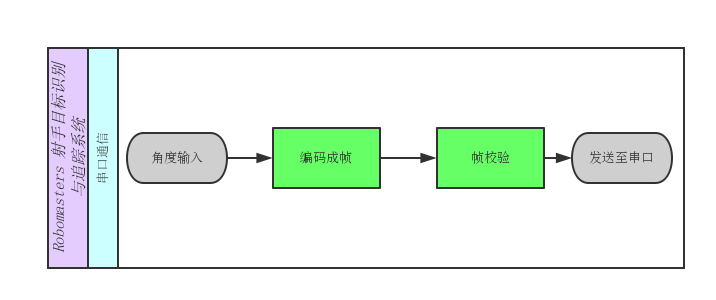 Robomasters 射手目标识别
与追踪系统
串口通信
角度输入
编码成帧
帧校验
发送至串口